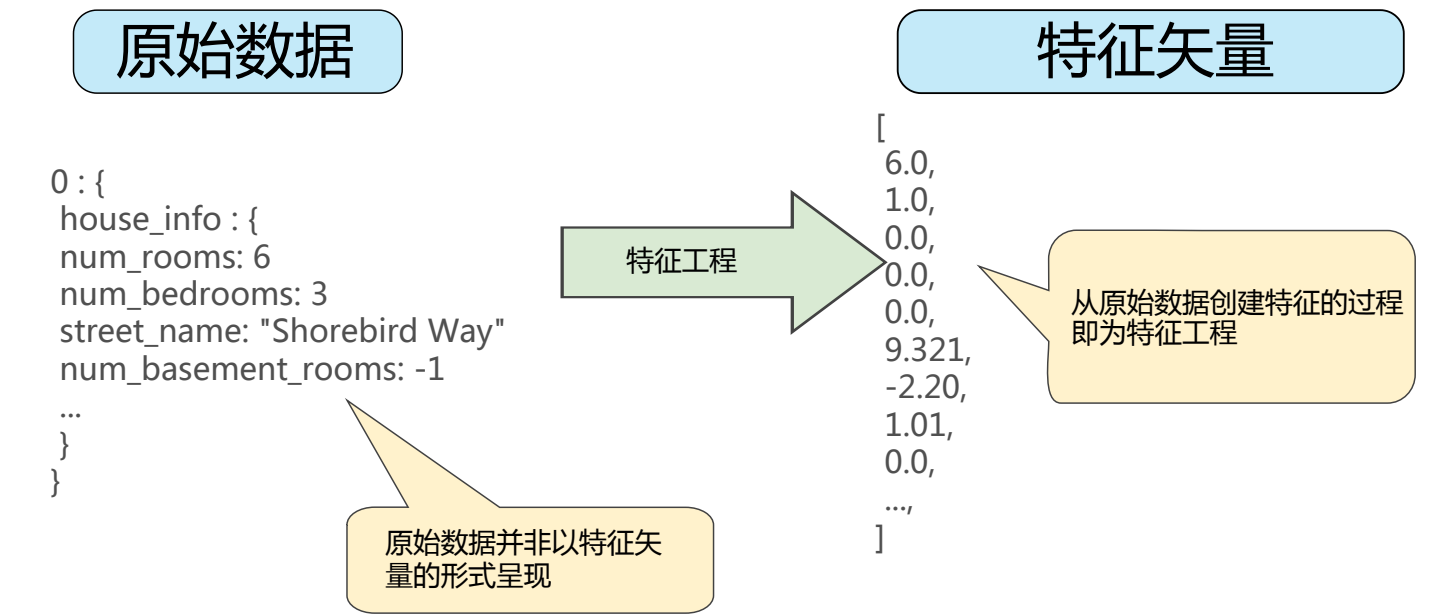 原始数据
特征矢量
0 : {
house_info : {
num_rooms: 6
num_bedrooms: 3
street_name: "Shorebird Way"
num_basement_rooms: -1
...
}
}
原始数据并非以特征矢
量的形式呈现
特征工程
[
6.0,
1.0,
0.0,
0.0,
0.0,
9.321,
-2.20,
1.01,
0.0,
...,
]
从原始数据创建特征的过程
即为特征工程